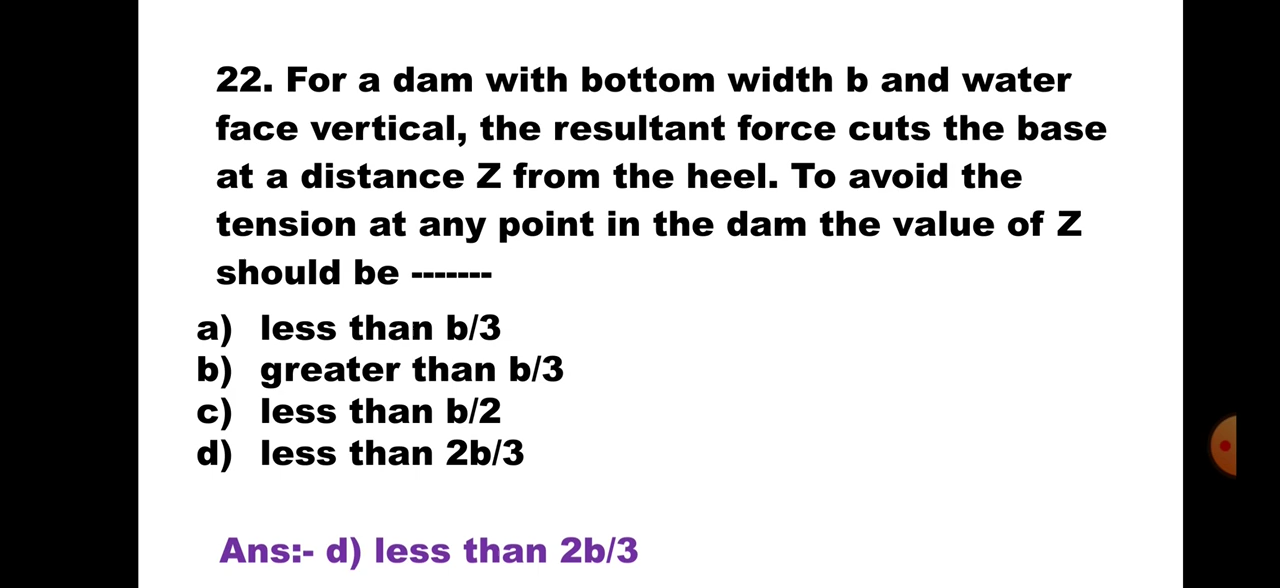 22. For a dam with bottom width b and water
face vertical, the resultant force cuts the base
at a distance Z from the heel. To avoid the
tension at any point in the dam the value of Z
should be -------
a) less than b/3
b) greater than b/3
c) less than b/2
d) less than 2b/3
Ans:- d) less than 2b/3